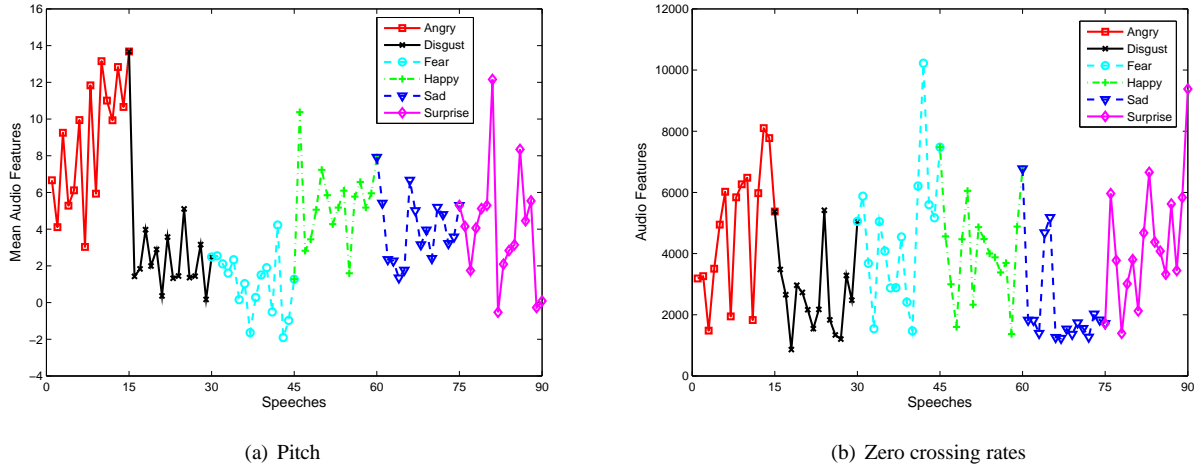 16
14
12
10
8
6
4
2
0
−2
−4
0
15
30
45
60
75
90
Mean Audio Features
Speeches
Angry
Disgust
Fear
Happy
Sad
Surprise
(a) Pitch
12000
10000
8000
6000
4000
2000
0
0
15
30
45
60
75
90
Audio Features
Speeches
Angry
Disgust
Fear
Happy
Sad
Surprise
(b) Zero crossing rates